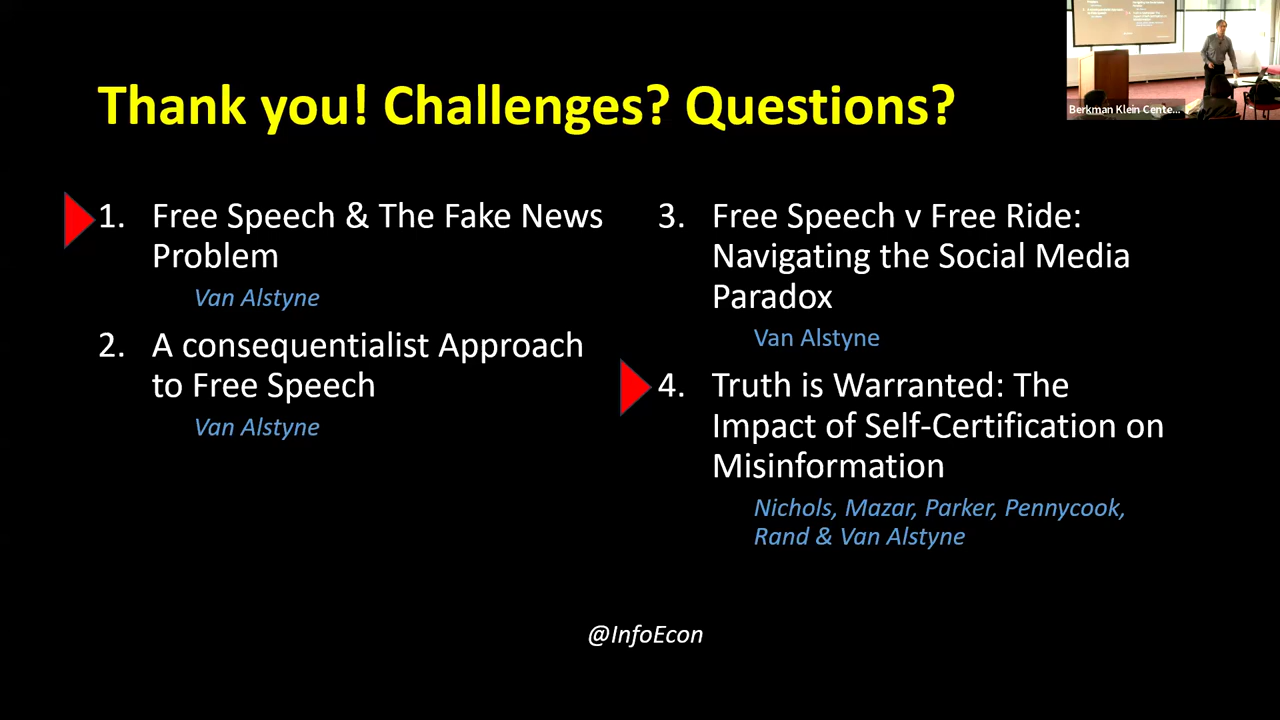 Thank you! Challenges? Questions?
1. Free Speech & The Fake News
Problem
Van Alstyne
2. A consequentialist Approach
to Free Speech
Van Alstyne
3. Free Speech v Free Ride:
Navigating the Social Media
Paradox
Van Alstyne
4. Truth is Warranted: The
Impact of Self-Certification on
Misinformation
Nichols, Mazar, Parker, Pennycook,
Rand & Van Alstyne
@InfoEcon
Berkman Klein Cente...